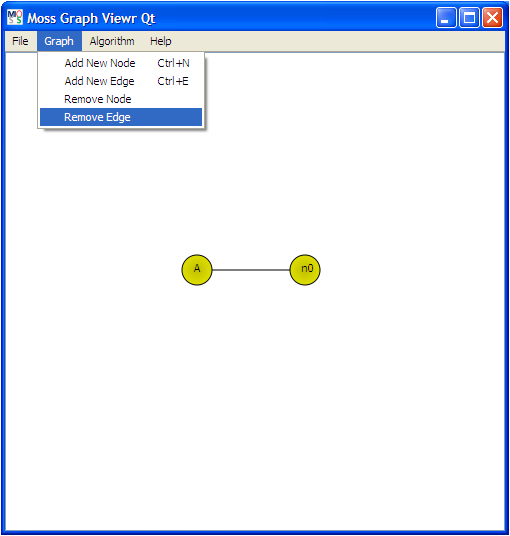 Moss Graph Viewr Qt
File Graph Algorithm Help
Add New Node Ctrl+N
Add New Edge Ctrl+E
Remove Node
Remove Edge
A n0